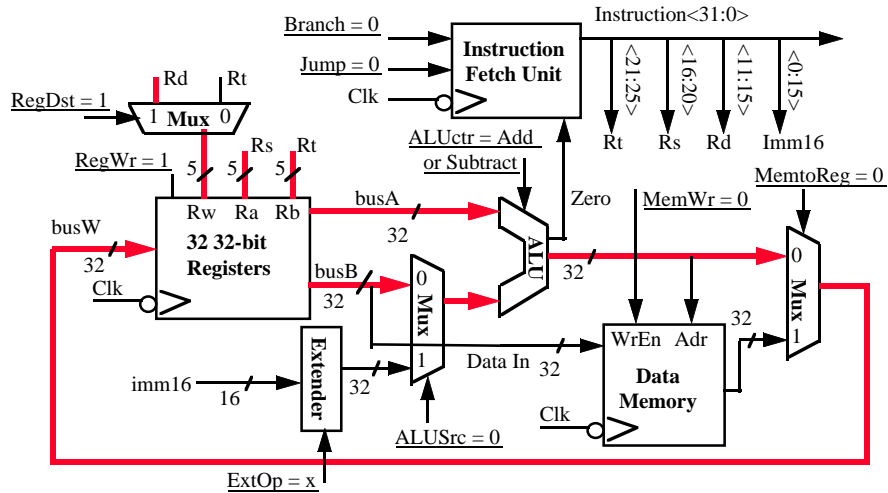 Branch = 0
Instruction<31:0>
Jump = 0
Instruction
Fetch Unit
Clk
<21:25>
<16:20>
<11:15>
<0:15>
Rt
Rs
Rd
Imm16
Rd
Rt
RegDst = 1
1
Mux
0
Rs
Rt
ALUctr = Add
or Subtract
RegWr = 1
5
5
5
Zero
MemWr = 0
MemtoReg = 0
Rw
Ra
Rb
busA
32
busW
32
32 32-bit
Registers
busB
32
Clk
0
Mux
1
ALU
32
0
Mux
1
32
WrEn
Adr
Data In
32
Data
Memory
Clk
imm16
16
Extender
32
ALUSrc = 0
ExtOp = x